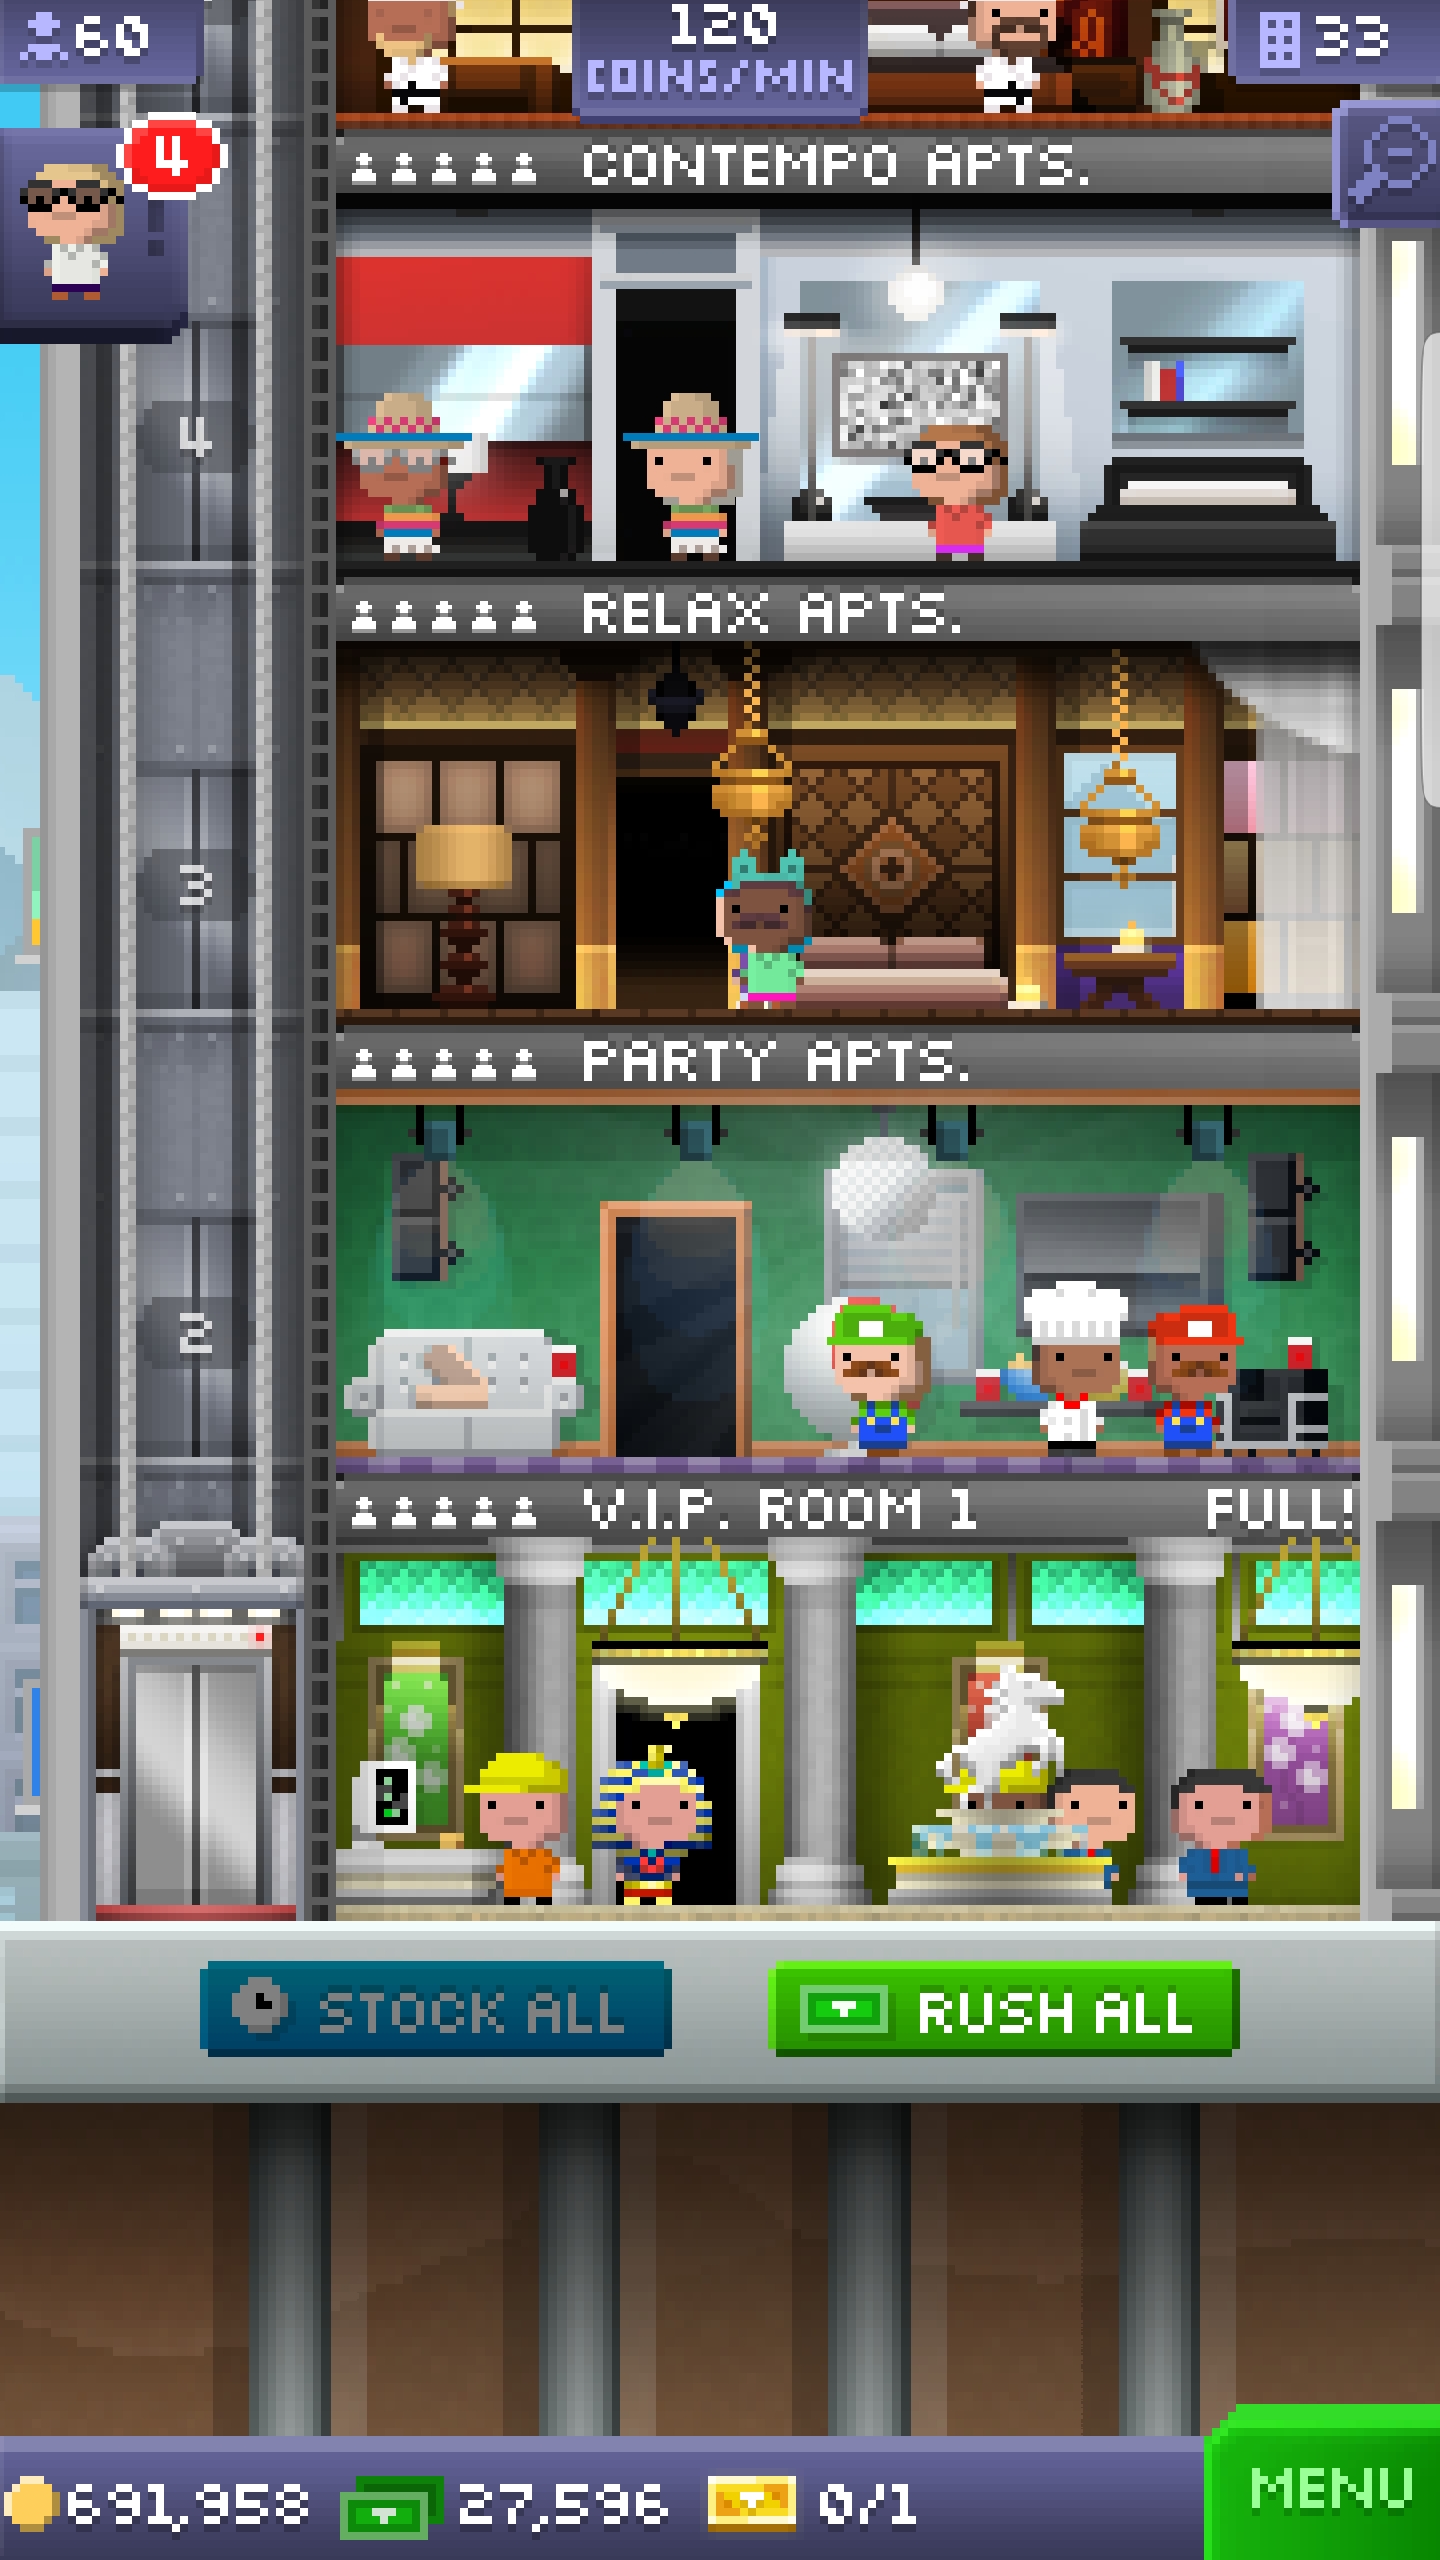 60
120
COINS/MIN
33
4
CONTEMPO APTS.
4
RELAX APTS.
3
PARTY APTS.
2
V.I.P. ROOM 1
FULL!
STOCK ALL
RUSH ALL
691,958
27,596
0/1
MENU